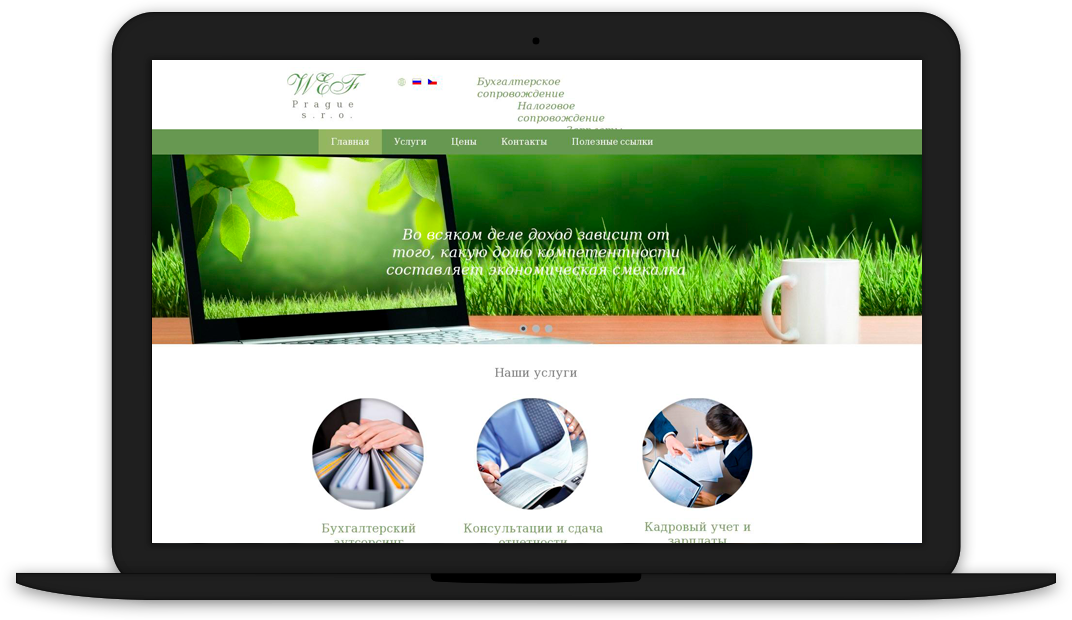 WEF
Prague
s.r.o.
Бухгалтерское
сопровождение
Налоговое
сопровождение
Главная Услуги Цены Контакты Полезные ссылки
Во всяком деле доход зависит от
того, какую долю компетентности
составляет экономическая смекалка
Наши услуги
Бухгалтерский
аутсорсинг
Консультации и сдача
отчетности
Кадровый учет и
зарплаты